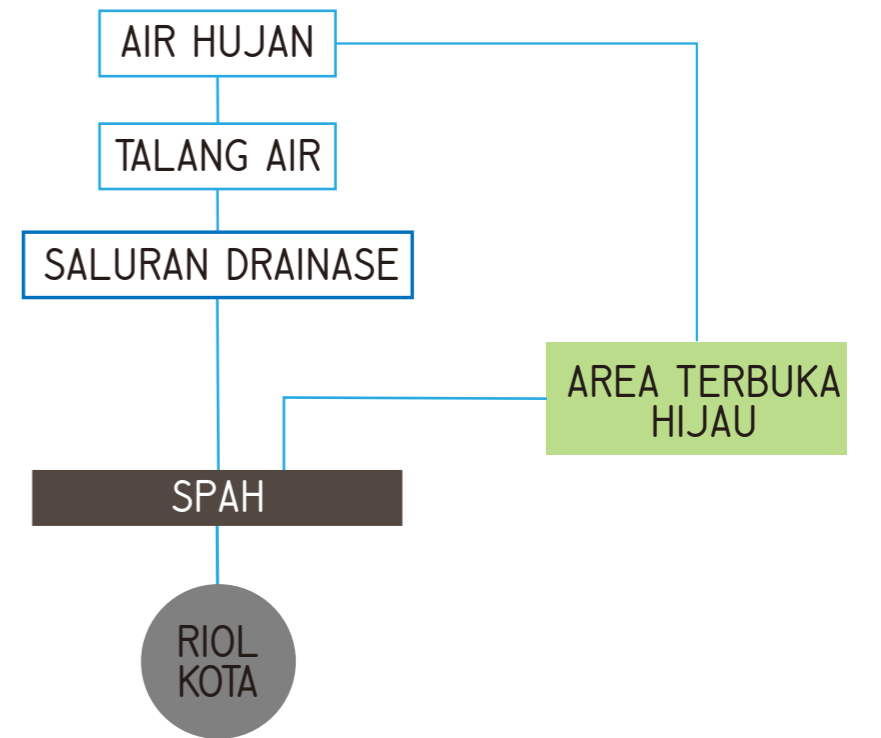 AIR HUJAN
TALANG AIR
SALURAN DRAINASE
AREA TERBUKA
HIJAU
SPAH
RIOL
KOTA